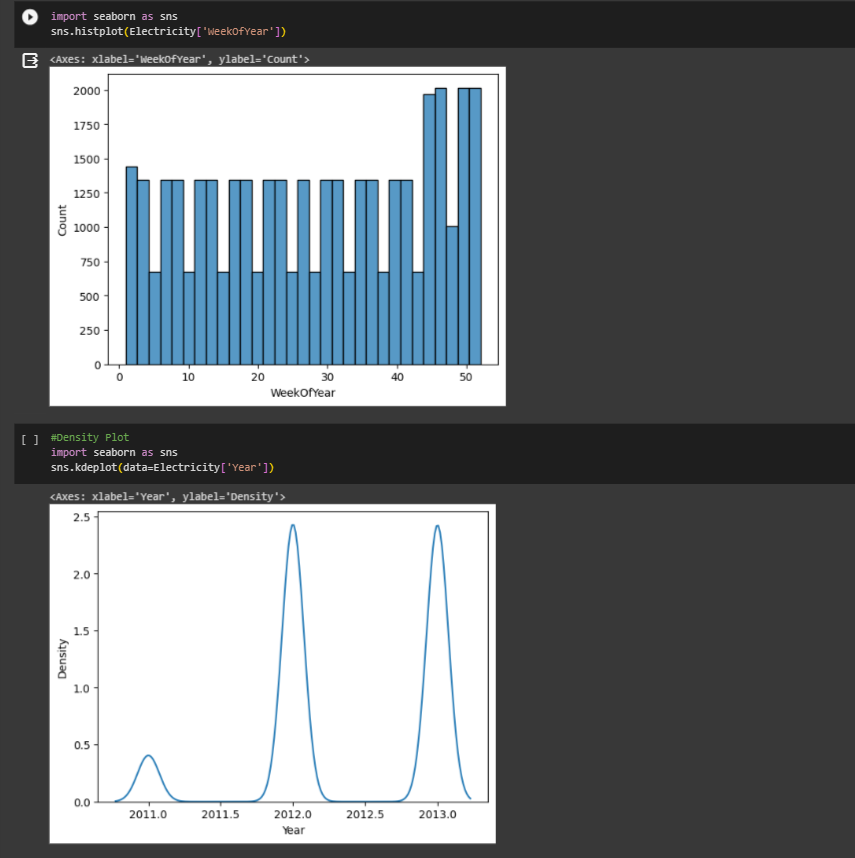 import seaborn as sns
sns.histplot(Electricity['WeekOfYear'])
<Axes: xlabel='WeekOfYear', ylabel='Count'>
2000
1750
1500
1250
1000
750
500
250
0
Count
0 10 20 30 40 50
WeekOfYear
[ ] #Density Plot
import seaborn as sns
sns.kdeplot(data=Electricity['Year'])
<Axes: xlabel='Year', ylabel='Density'>
2.5
2.0
1.5
1.0
0.5
0.0
Density
2011.0 2011.5 2012.0 2012.5 2013.0
Year